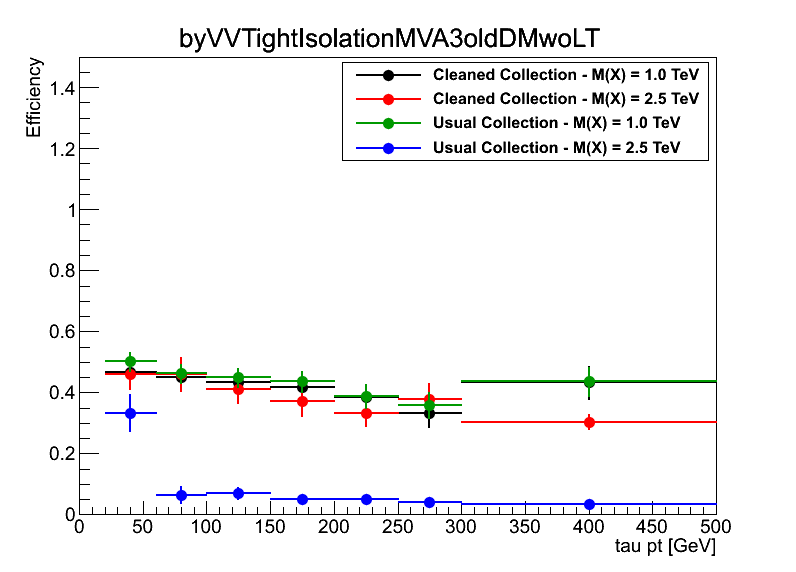 byVVTightIsolationMVA3oldDMwoLT
Efficiency
Cleaned Collection - M(X) = 1.0 TeV
Cleaned Collection - M(X) = 2.5 TeV
Usual Collection - M(X) = 1.0 TeV
Usual Collection - M(X) = 2.5 TeV
1.4
1.2
1
0.8
0.6
0.4
0.2
0
0 50 100 150 200 250 300 350 400 450 500
tau pt [GeV]